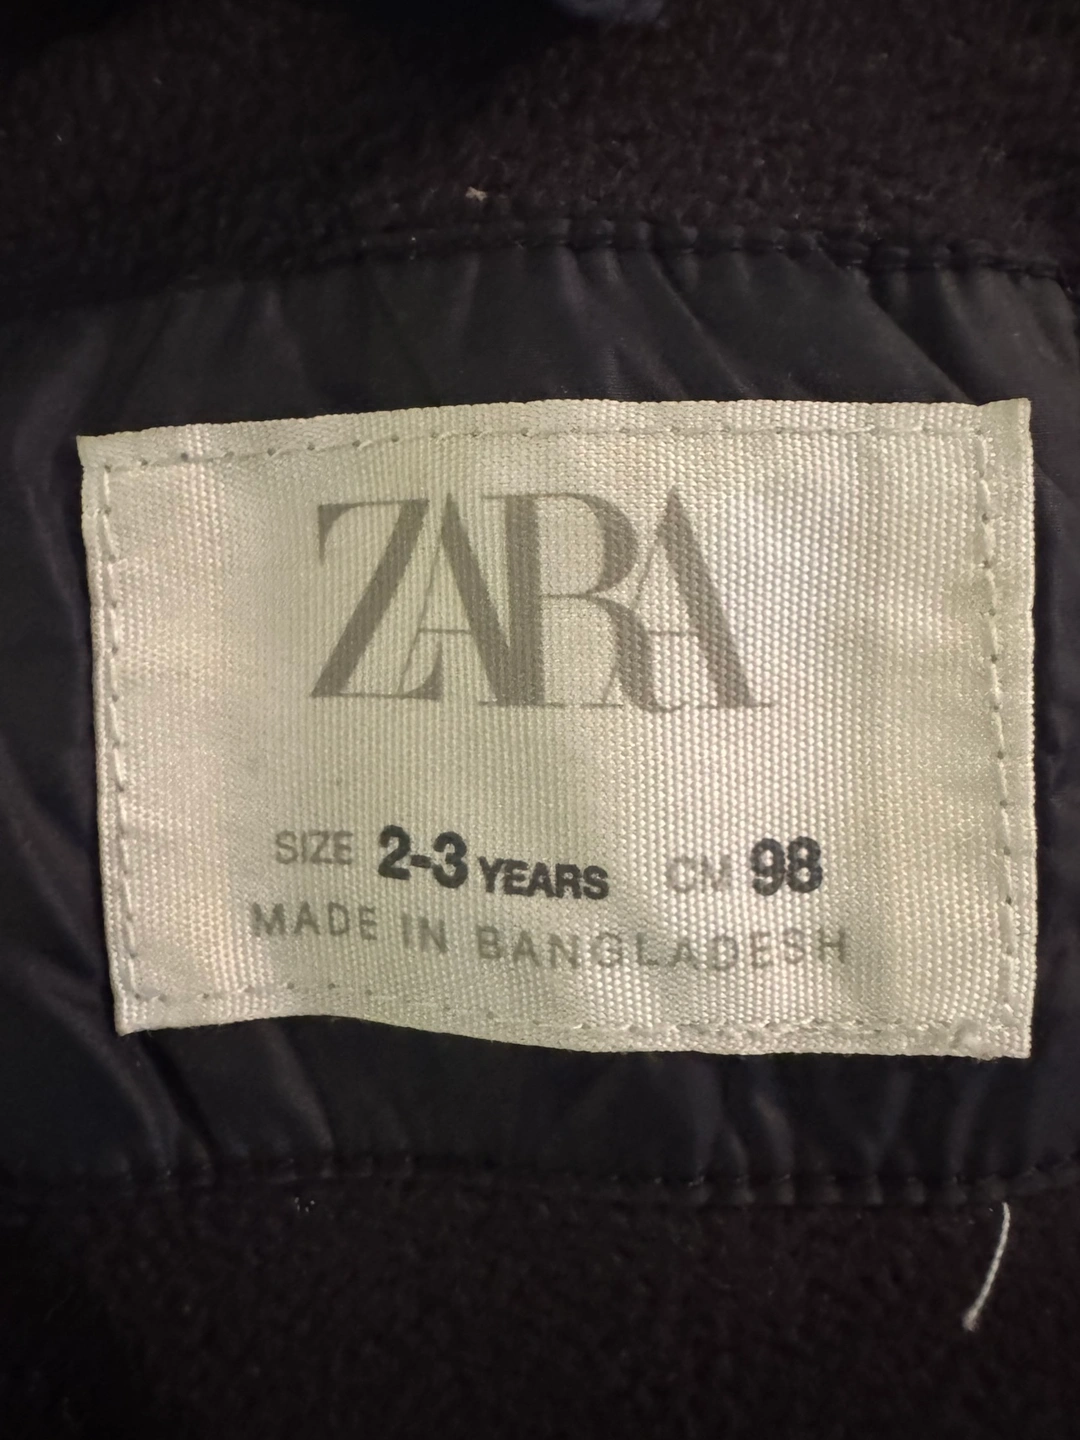 ZARA
SIZE 2-3 YEARS CM 98
MADE IN BANGLADESH